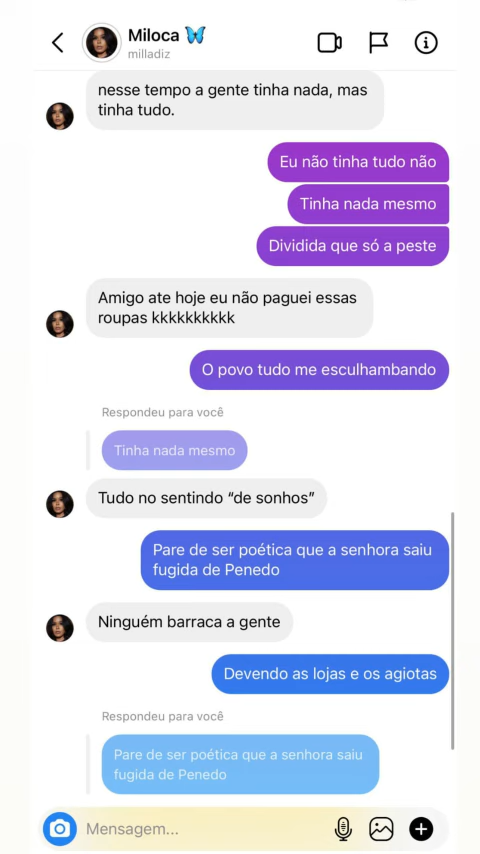 Miloca 🦋
milladiz
nesse tempo a gente tinha nada, mas
tinha tudo.
Eu não tinha tudo não
Tinha nada mesmo
Dividida que só a peste
Amigo ate hoje eu não paguei essas
roupas kkkkkkkkkk
O povo tudo me esculhambando
Respondeu para você
Tinha nada mesmo
Tudo no sentindo “de sonhos”
Pare de ser poética que a senhora saiu
fugida de Penedo
Ninguém barraca a gente
Devendo as lojas e os agiotas
Respondeu para você
Pare de ser poética que a senhora saiu
fugida de Penedo
Mensagem...